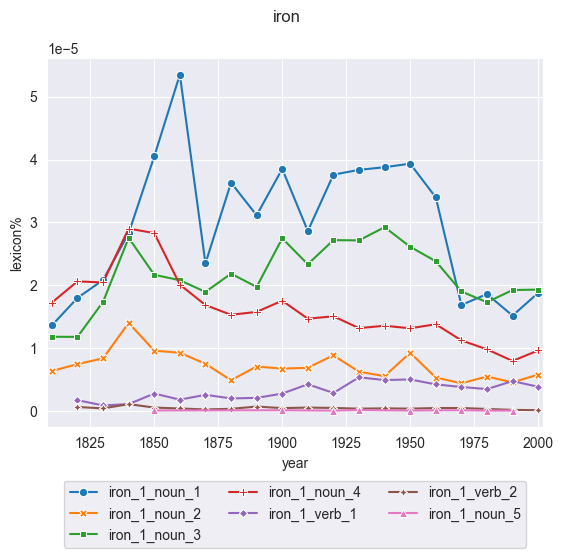 iron
1e−5
5
4
3
2
1
0
lexicon%
1825 1850 1875 1900 1925 1950 1975 2000
year
iron_1_noun_1 iron_1_noun_4 iron_1_verb_2
iron_1_noun_2 iron_1_verb_1 iron_1_noun_5
iron_1_noun_3